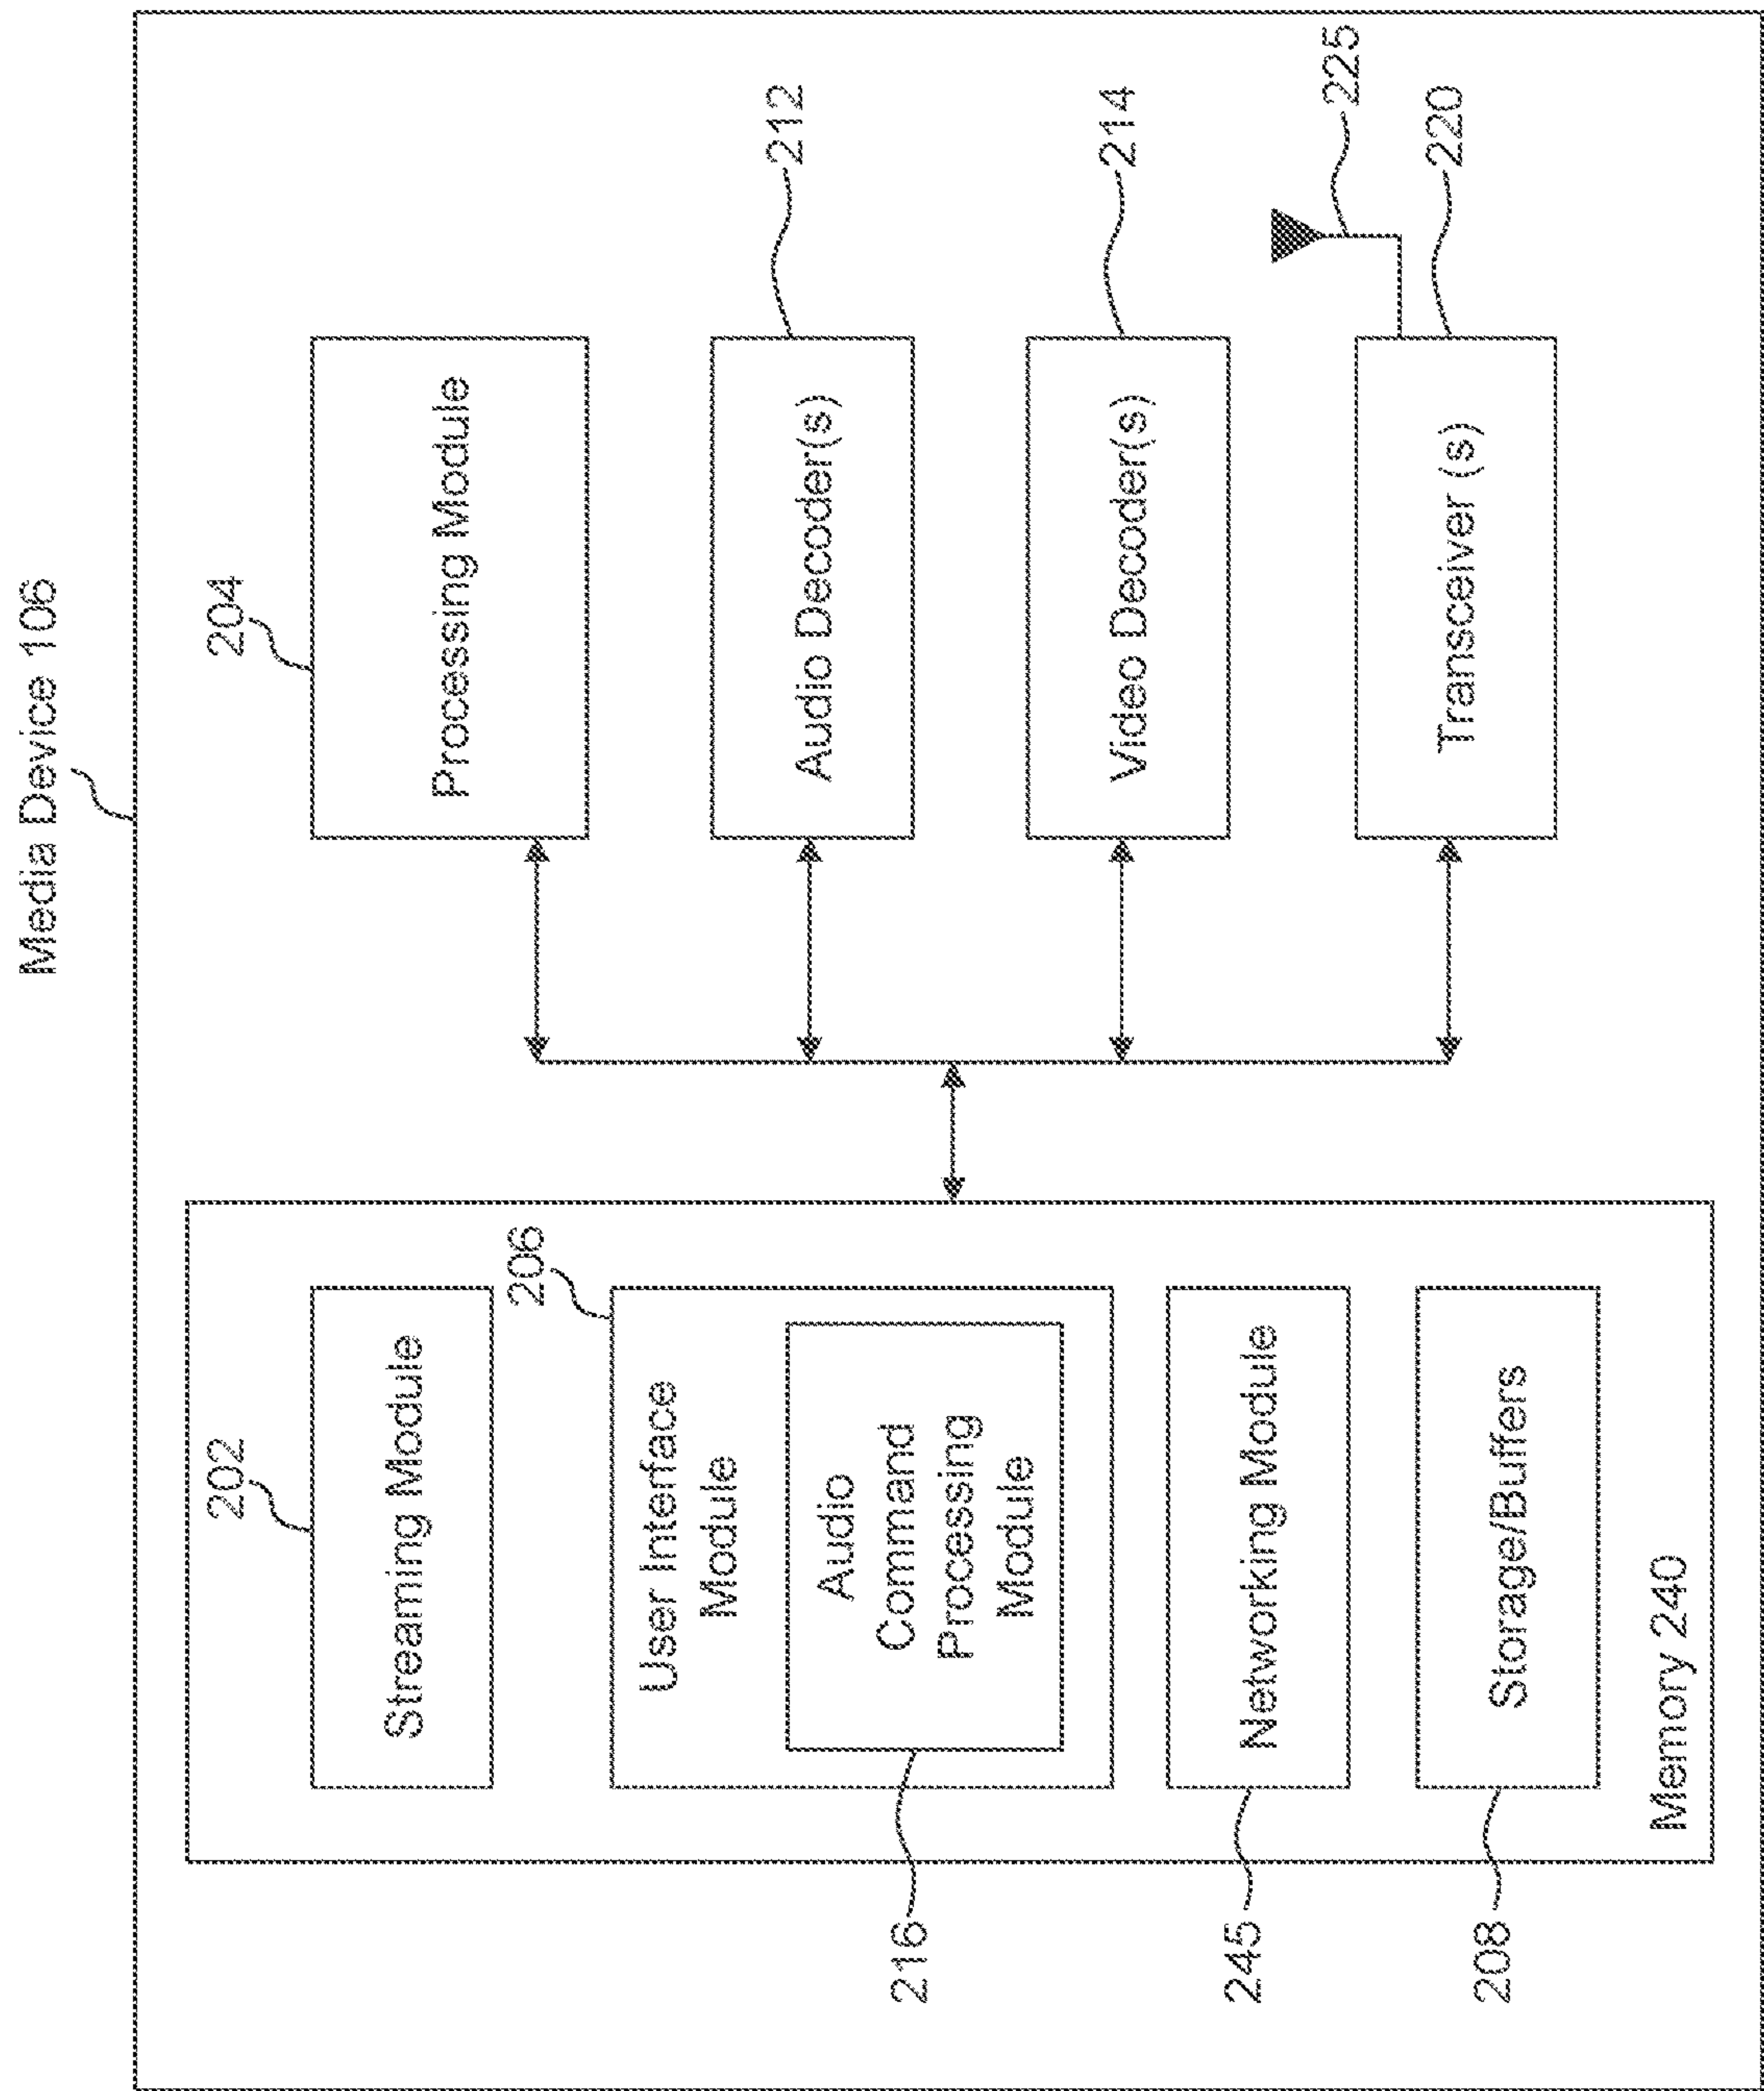 Media Device 106
202
Streaming Module
206
User Interface
Module
Audio
Command
Processing
Module
216
Networking Module
245
Storage/Buffers
208
Memory 240
204
Processing Module
Audio Decoder(s)
212
Video Decoder(s)
214
225
Transceiver (s)
220